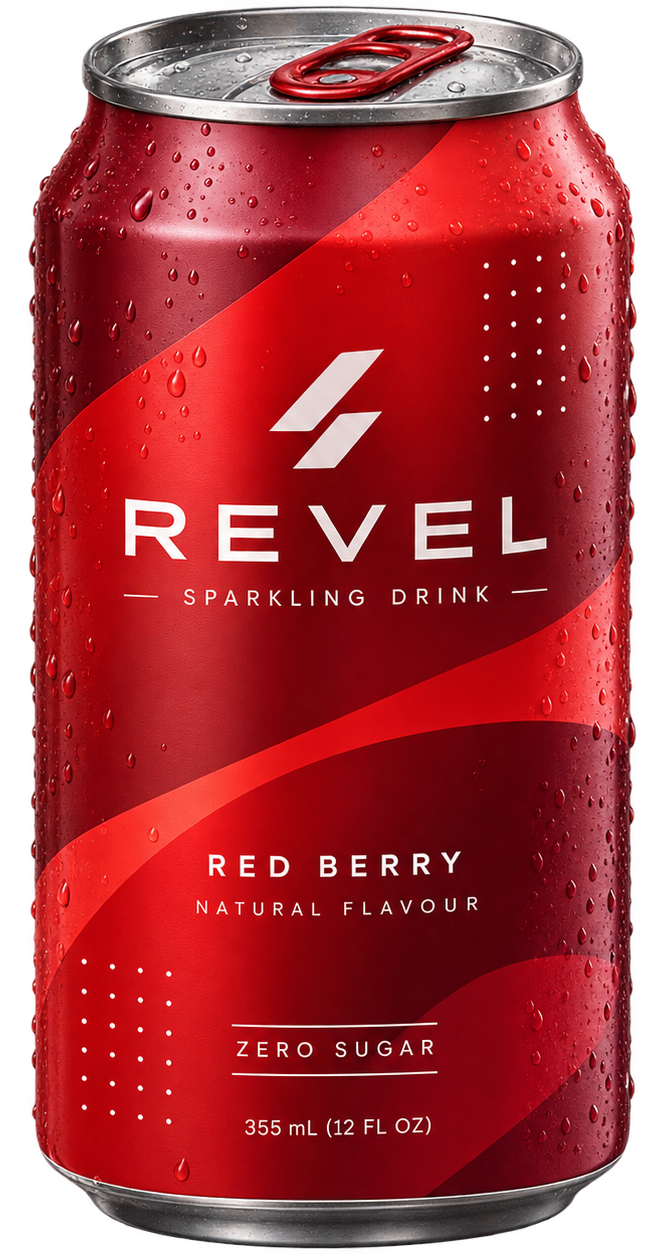 REVEL
SPARKLING DRINK
RED BERRY
NATURAL FLAVOUR
ZERO SUGAR
355 mL (12 FL OZ)